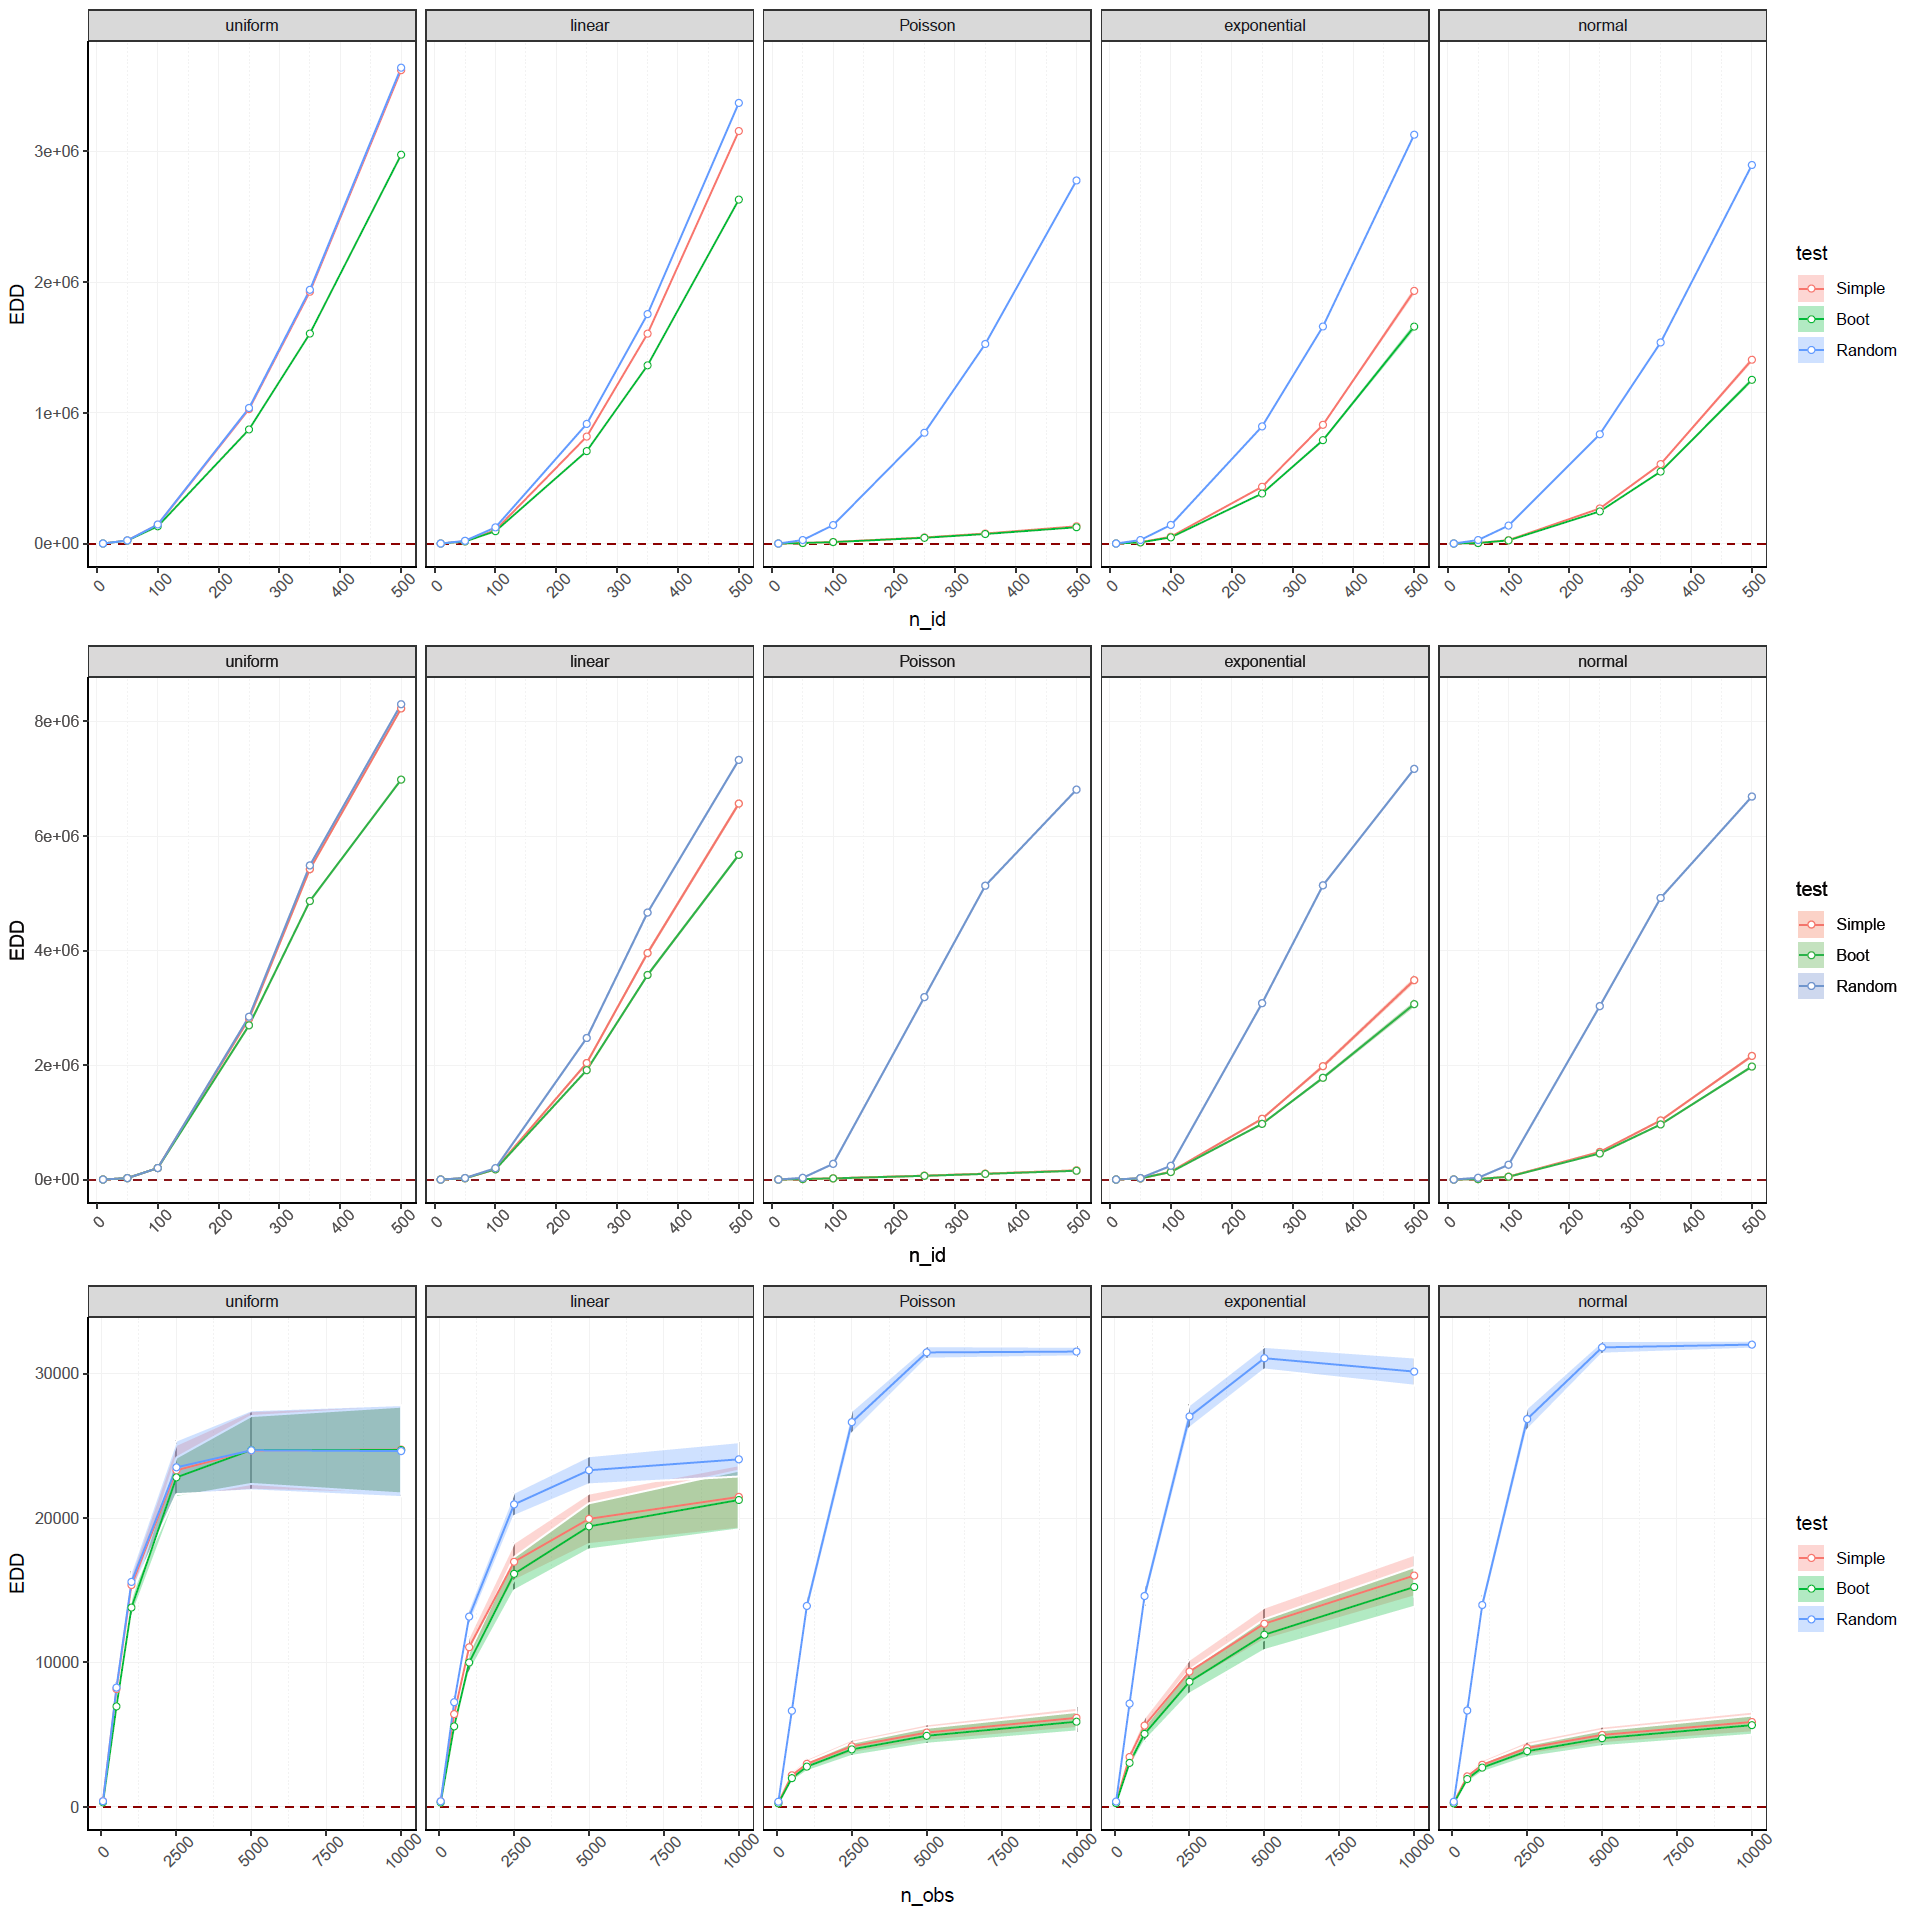 uniform linear Poisson exponential normal
3e+06
2e+06
1e+06
0e+00
EDD
0 100 200 300 400 500 0 100 200 300 400 500 0 100 200 300 400 500 0 100 200 300 400 500 0 100 200 300 400 500
n_id
test
Simple
Boot
Random
uniform linear Poisson exponential normal
8e+06
6e+06
4e+06
2e+06
0e+00
EDD
0 100 200 300 400 500 0 100 200 300 400 500 0 100 200 300 400 500 0 100 200 300 400 500 0 100 200 300 400 500
n_id
test
Simple
Boot
Random
uniform linear Poisson exponential normal
30000
20000
10000
0
EDD
0 2500 5000 7500 10000 0 2500 5000 7500 10000 0 2500 5000 7500 10000 0 2500 5000 7500 10000 0 2500 5000 7500 10000
n_obs
test
Simple
Boot
Random